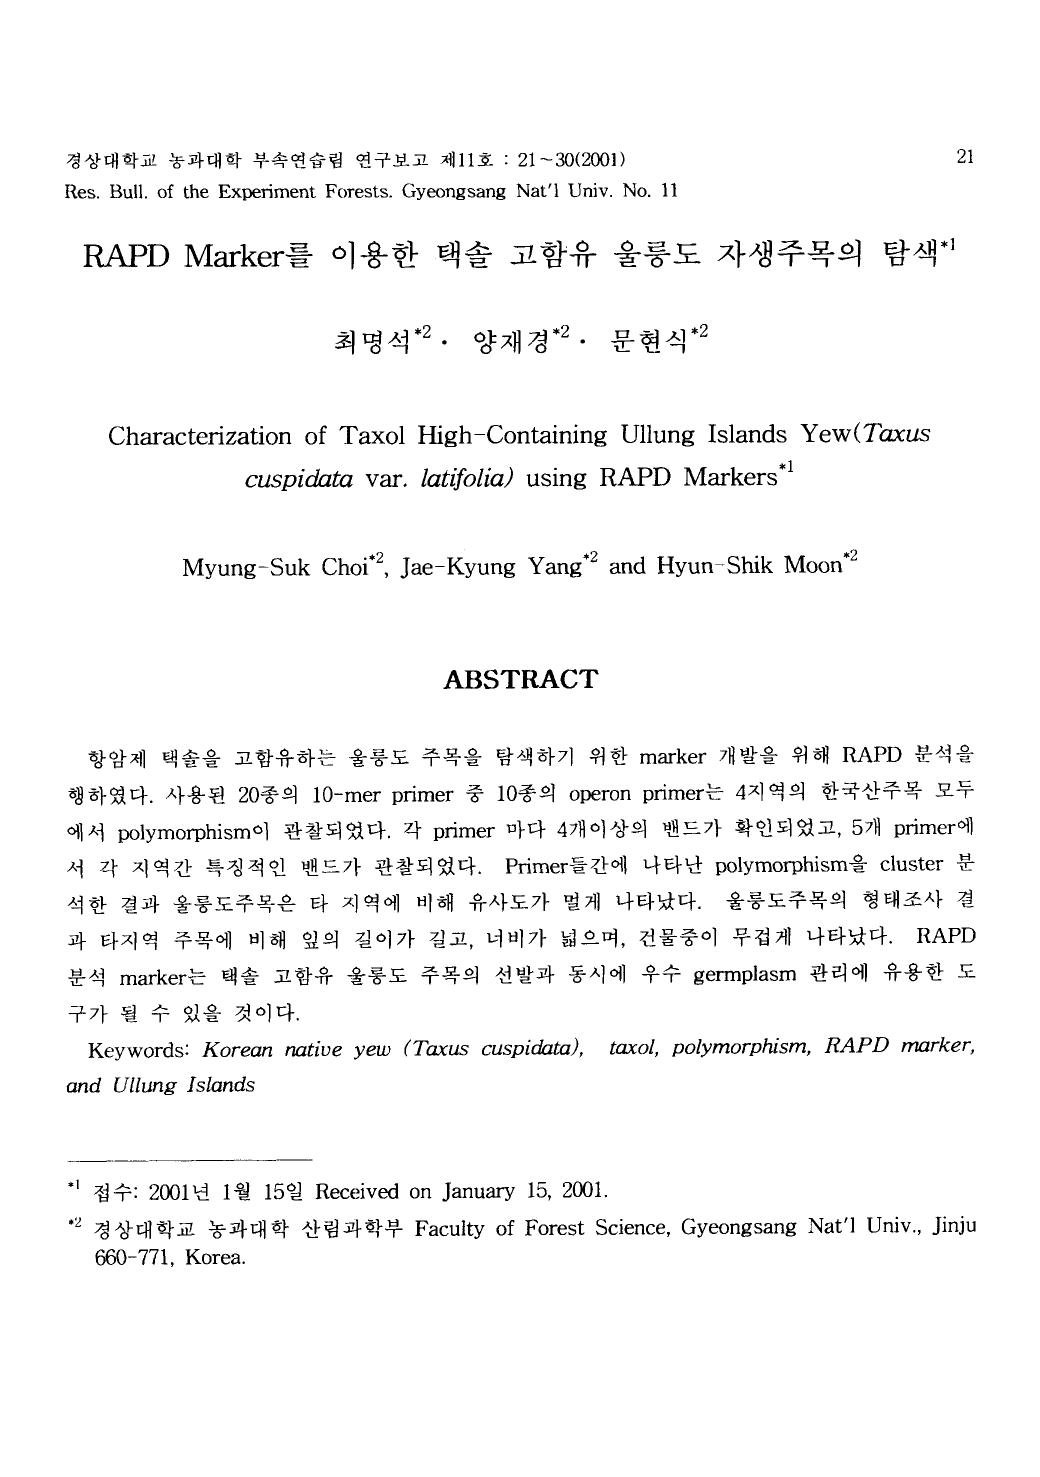 경상대학교 농과대학 부속연습림 연구보고 제11호 : 21~30(2001)
21
Res. Bull. of the Experiment Forests. Gyeongsang Nat'l Univ. No. 11
RAPD Marker를 이용한 택솔 고함유 울릉도 자생주목의 탐색*1
최명석*2 · 양재경*2 · 문현식*2
Characterization of Taxol High-Containing Ullung Islands Yew(Taxus
cuspidata var. latifolia) using RAPD Markers*1
Myung-Suk Choi*2, Jae-Kyung Yang*2 and Hyun-Shik Moon*2
ABSTRACT
항암제 택솔을 고함유하는 울릉도 주목을 탐색하기 위한 marker 개발을 위해 RAPD 분석을
행하였다. 사용된 20종의 10-mer primer 중 10종의 operon primer는 4지역의 한국산주목 모두
에서 polymorphism이 관찰되었다. 각 primer 마다 4개이상의 밴드가 확인되었고, 5개 primer에
서 각 지역간 특징적인 밴드가 관찰되었다. Primer들간에 나타난 polymorphism을 cluster 분
석한 결과 울릉도주목은 타 지역에 비해 유사도가 멀게 나타났다. 울릉도주목의 형태조사 결
과 타지역 주목에 비해 잎의 길이가 길고, 너비가 넓으며, 건물중이 무겁게 나타났다. RAPD
분석 marker는 택솔 고함유 울릉도 주목의 선발과 동시에 우수 germplasm 관리에 유용한 도
구가 될 수 있을 것이다.
Keywords: Korean native yew (Taxus cuspidata), taxol, polymorphism, RAPD marker,
and Ullung Islands
*1 접수: 2001년 1월 15일 Received on January 15, 2001.
*2 경상대학교 농과대학 산림과학부 Faculty of Forest Science, Gyeongsang Nat'l Univ., Jinju
660-771, Korea.